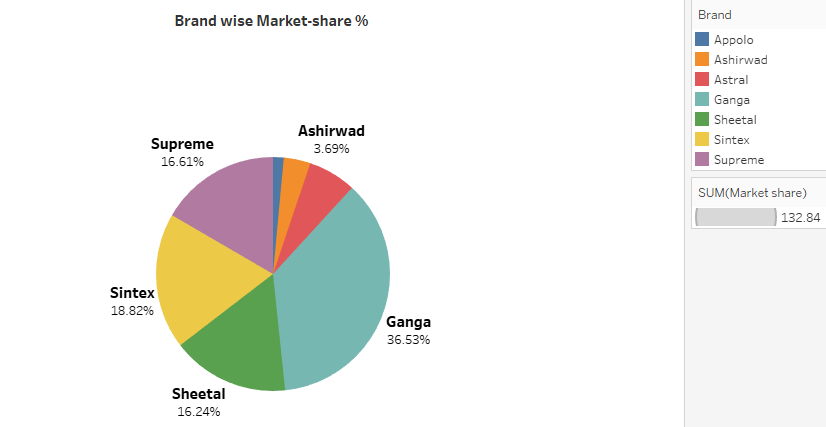 Brand wise Market-share %
Ashirwad
3.69%
Supreme
16.61%
Sintex
18.82%
Ganga
36.53%
Sheetal
16.24%
Brand
Appolo
Ashirwad
Astral
Ganga
Sheetal
Sintex
Supreme
SUM(Market share)
132.84